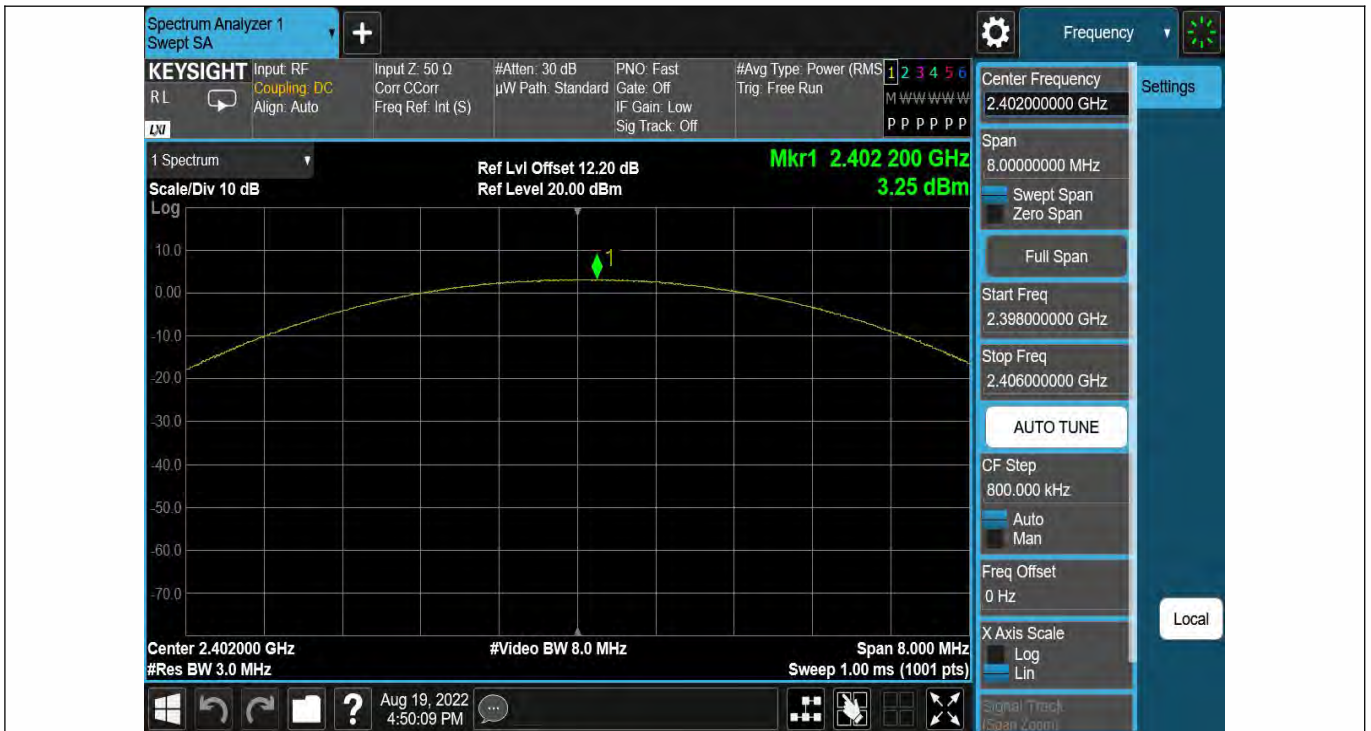 Spectrum Analyzer 1
Swept SA
+
Frequency
KEYSIGHT
RL
LXI
Input: RF
Coupling: DC
Align: Auto
Input Z: 50 Ω
Corr CCorr
Freq Ref: Int (S)
#Atten: 30 dB
µW Path: Standard
PNO: Fast
Gate: Off
IF Gain: Low
Sig Track: Off
#Avg Type: Power (RMS
Trig: Free Run
1 2 3 4 5 6
M W W W W W
P P P P P P
1 Spectrum
Scale/Div 10 dB
Log
Ref Lvl Offset 12.20 dB
Ref Level 20.00 dBm
Mkr1 2.402 200 GHz
3.25 dBm
1
10.0
0.00
-10.0
-20.0
-30.0
-40.0
-50.0
-60.0
-70.0
Center 2.402000 GHz
#Res BW 3.0 MHz
#Video BW 8.0 MHz
Span 8.000 MHz
Sweep 1.00 ms (1001 pts)
Center Frequency
2.402000000 GHz
Span
8.00000000 MHz
Swept Span
Zero Span
Full Span
Start Freq
2.398000000 GHz
Stop Freq
2.406000000 GHz
AUTO TUNE
CF Step
800.000 kHz
Auto
Man
Freq Offset
0 Hz
X Axis Scale
Log
Lin
Signal Track
(Span Zoom)
Settings
Local
?
Aug 19, 2022
4:50:09 PM